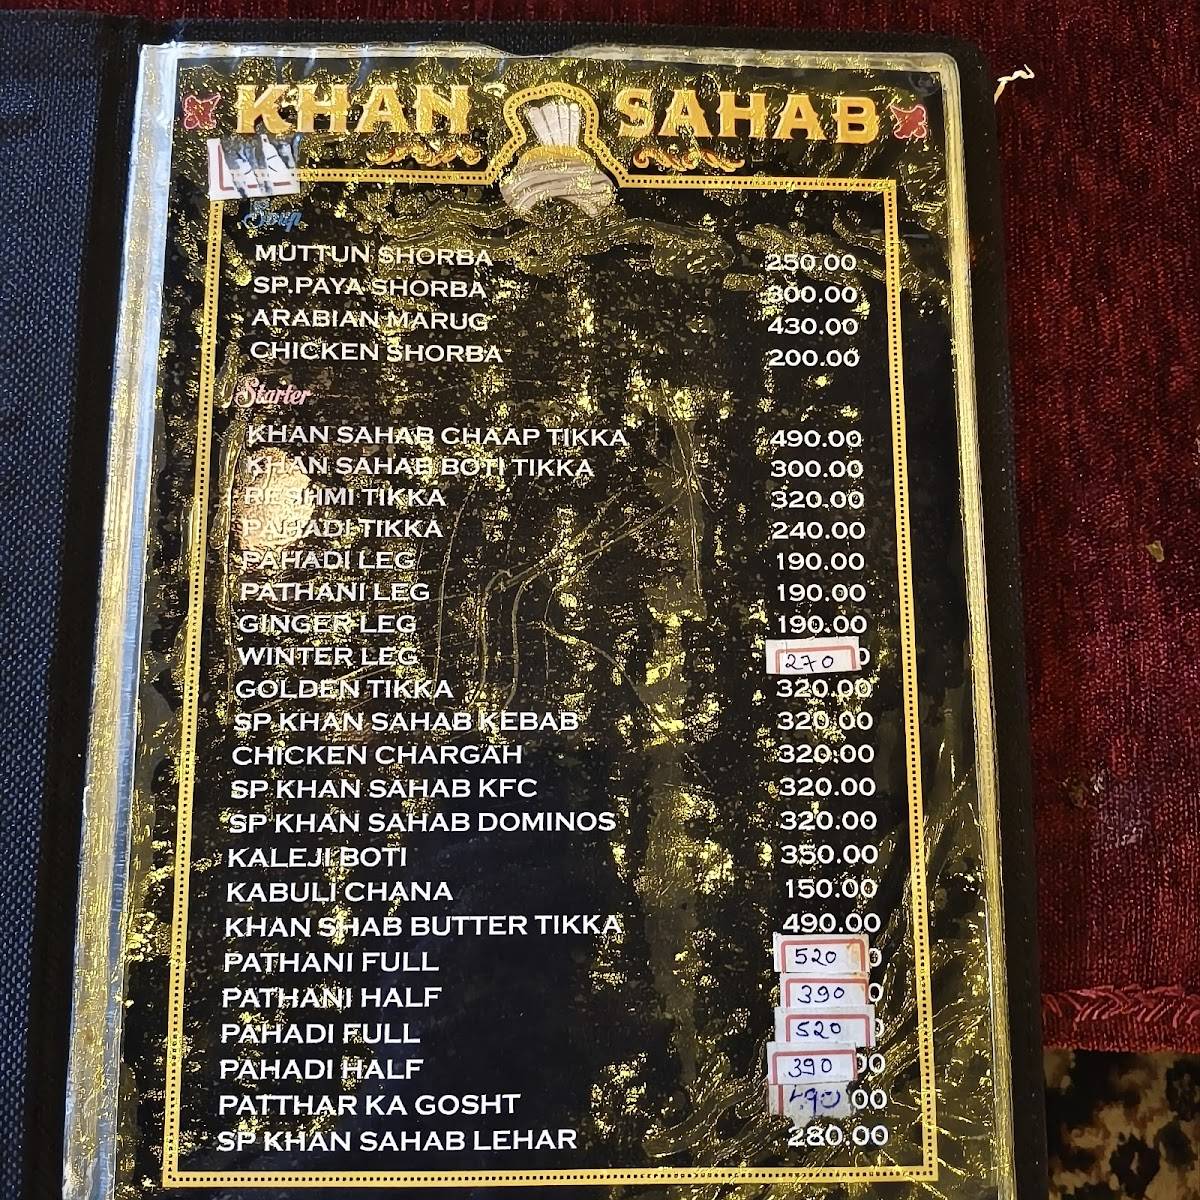 KHAN SAHAB
Soup
MUTTUN SHORBA 250.00
SP.PAYA SHORBA 300.00
ARABIAN MARUG 430.00
CHICKEN SHORBA 200.00
Starter
KHAN SAHAB CHAAP TIKKA 490.00
KHAN SAHAB BOTI TIKKA 300.00
RESHMI TIKKA 320.00
PAHADI TIKKA 240.00
PAHADI LEG 190.00
PATHANI LEG 190.00
GINGER LEG 190.00
WINTER LEG 270 0
GOLDEN TIKKA 320.00
SP KHAN SAHAB KEBAB 320.00
CHICKEN CHARGAH 320.00
SP KHAN SAHAB KFC 320.00
SP KHAN SAHAB DOMINOS 320.00
KALEJI BOTI 350.00
KABULI CHANA 150.00
KHAN SHAB BUTTER TIKKA 490.00
PATHANI FULL 520 0
PATHANI HALF 390 0
PAHADI FULL 520
PAHADI HALF 390 00
PATTHAR KA GOSHT 00
SP KHAN SAHAB LEHAR 280.00